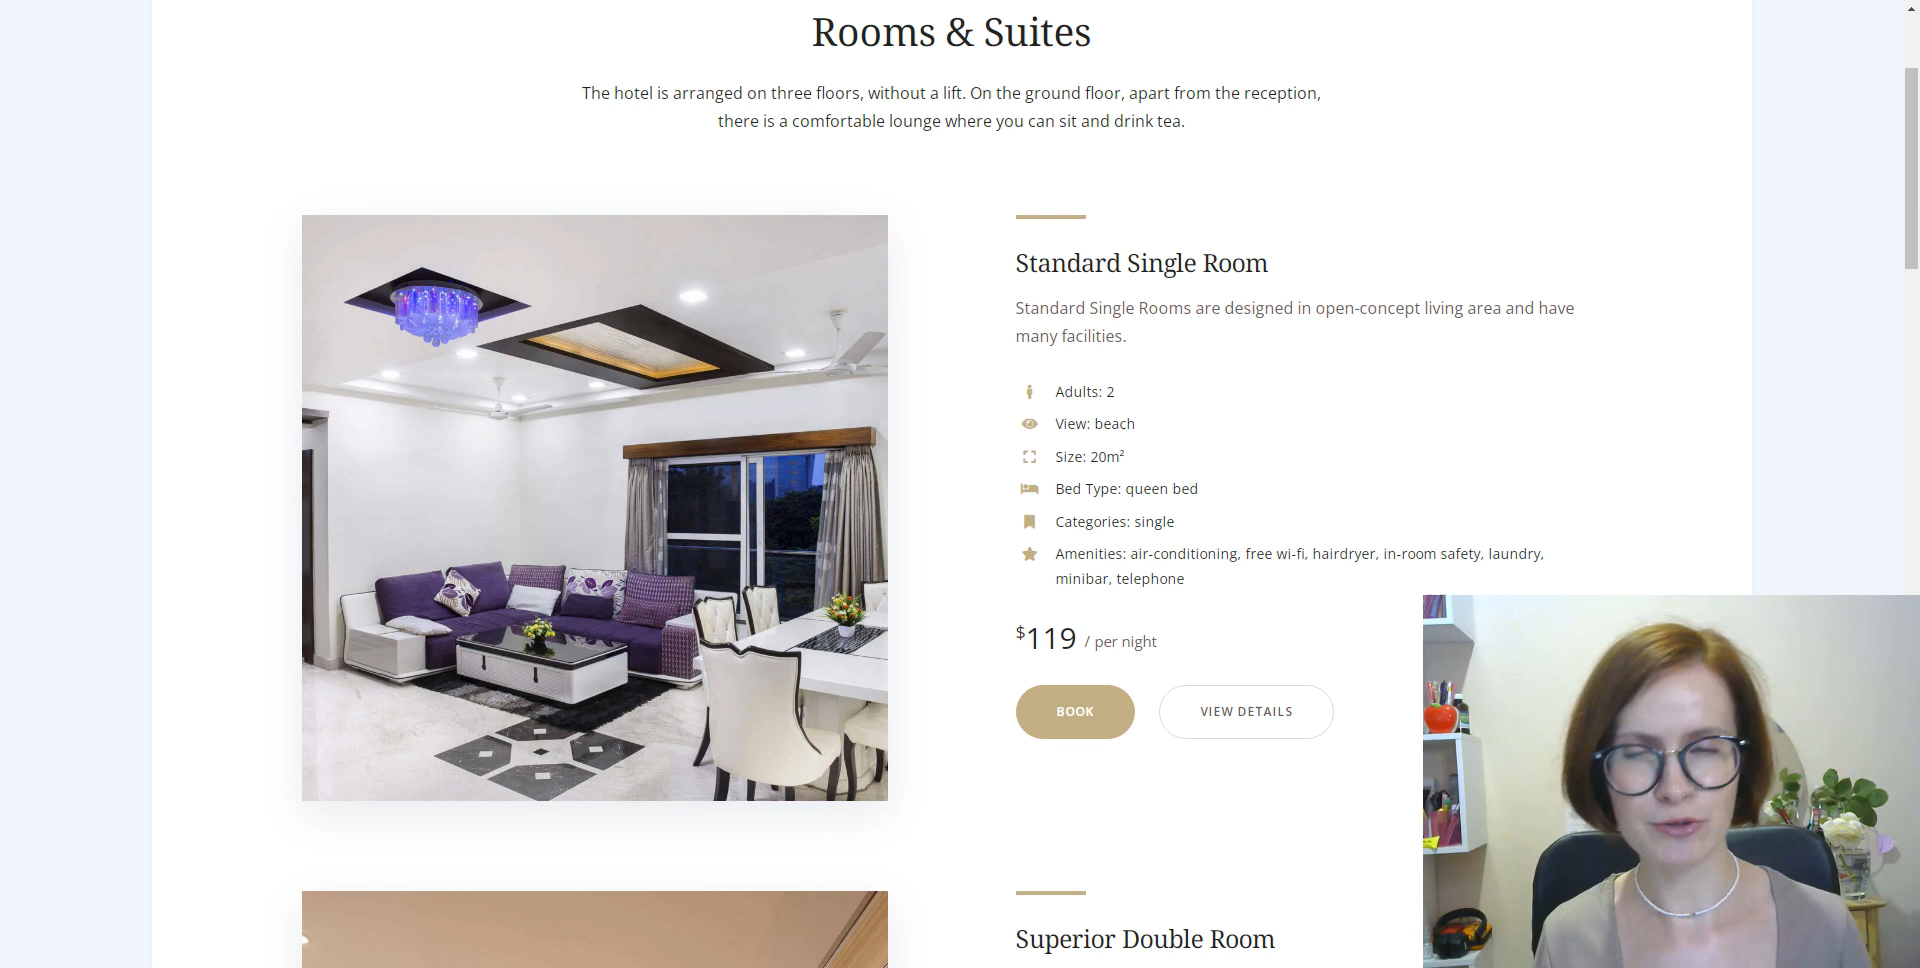 Rooms & Suites
The hotel is arranged on three floors, without a lift. On the ground floor, apart from the reception,
there is a comfortable lounge where you can sit and drink tea.
Standard Single Room
Standard Single Rooms are designed in open-concept living area and have
many facilities.
Adults: 2
View: beach
Size: 20m²
Bed Type: queen bed
Categories: single
Amenities: air-conditioning, free wi-fi, hairdryer, in-room safety, laundry,
minibar, telephone
$119 / per night
BOOK
VIEW DETAILS
Superior Double Room